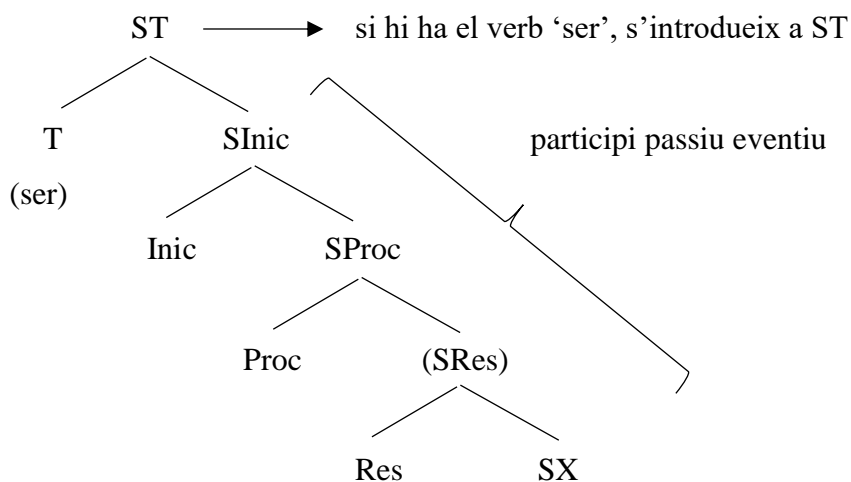 ST si hi ha el verb ‘ser’, s’introdueix a ST
T SInic participi passiu eventiu
(ser)
Inic SProc
Proc (SRes)
Res SX